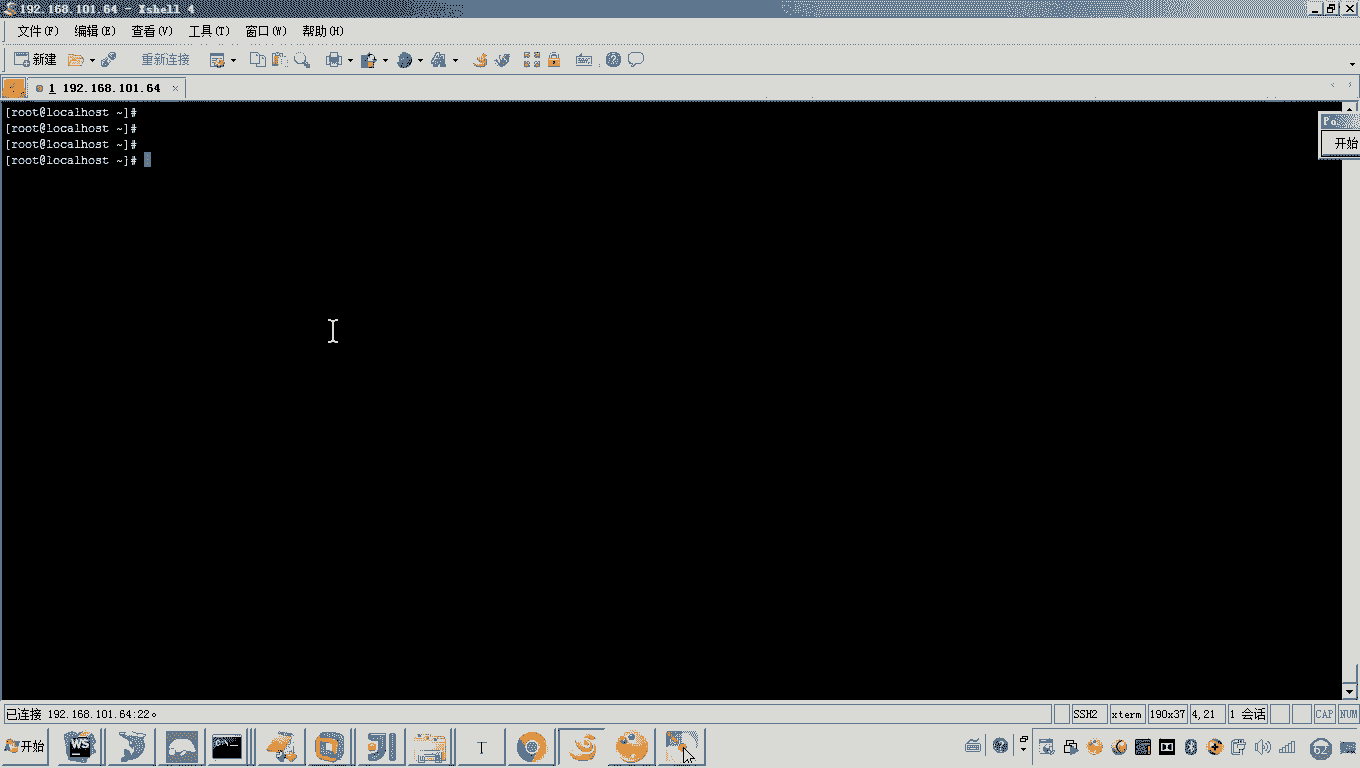 192.168.101.64 - Xshell 4
文件(F) 编辑(E) 查看(V) 工具(T) 窗口(W) 帮助(H)
新建 重新连接
1 192.168.101.64 ×
[root@localhost ~]#
[root@localhost ~]#
[root@localhost ~]#
[root@localhost ~]#
Po
开始
已连接 192.168.101.64:22。 SSH2 xterm 190x37 4,21 1 会话 CAP NUM
开始 WS C:\_ JI T 62